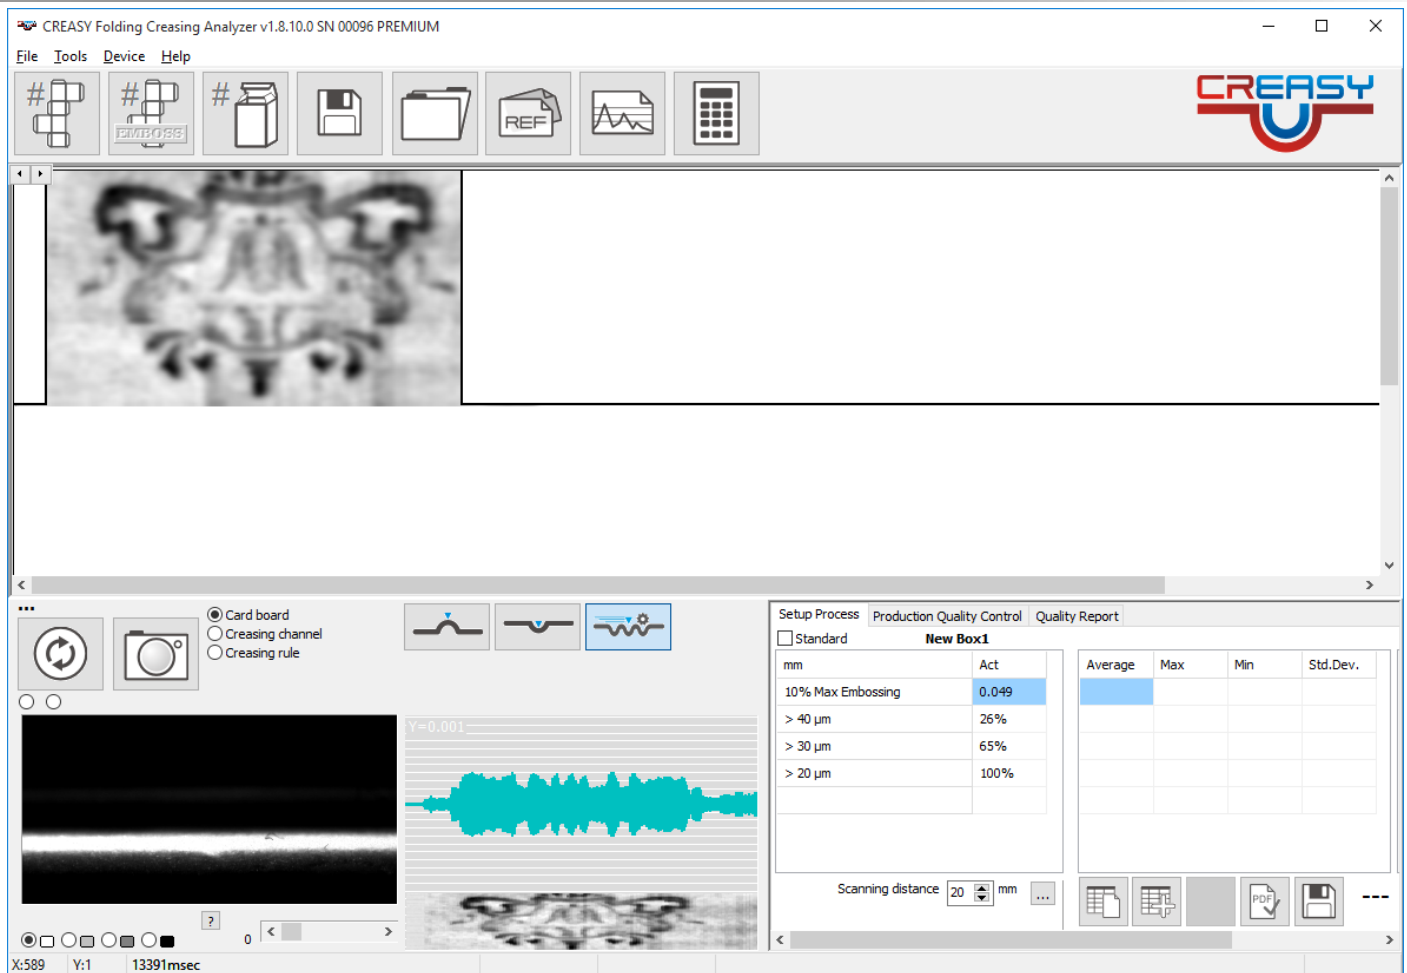 CREASY Folding Creasing Analyzer v1.8.10.0 SN 00096 PREMIUM
File Tools Device Help
#
# EMBOSS
#
REF
CREASY
...
Card board
Creasing channel
Creasing rule
Y=0.001
?
0
Setup Process Production Quality Control Quality Report
Standard New Box1
mm Act
10% Max Embossing 0.049
> 40 µm 26%
> 30 µm 65%
> 20 µm 100%
Average Max Min Std.Dev.
Scanning distance 20 mm ...
PDF
---
X:589 Y:1 13391msec